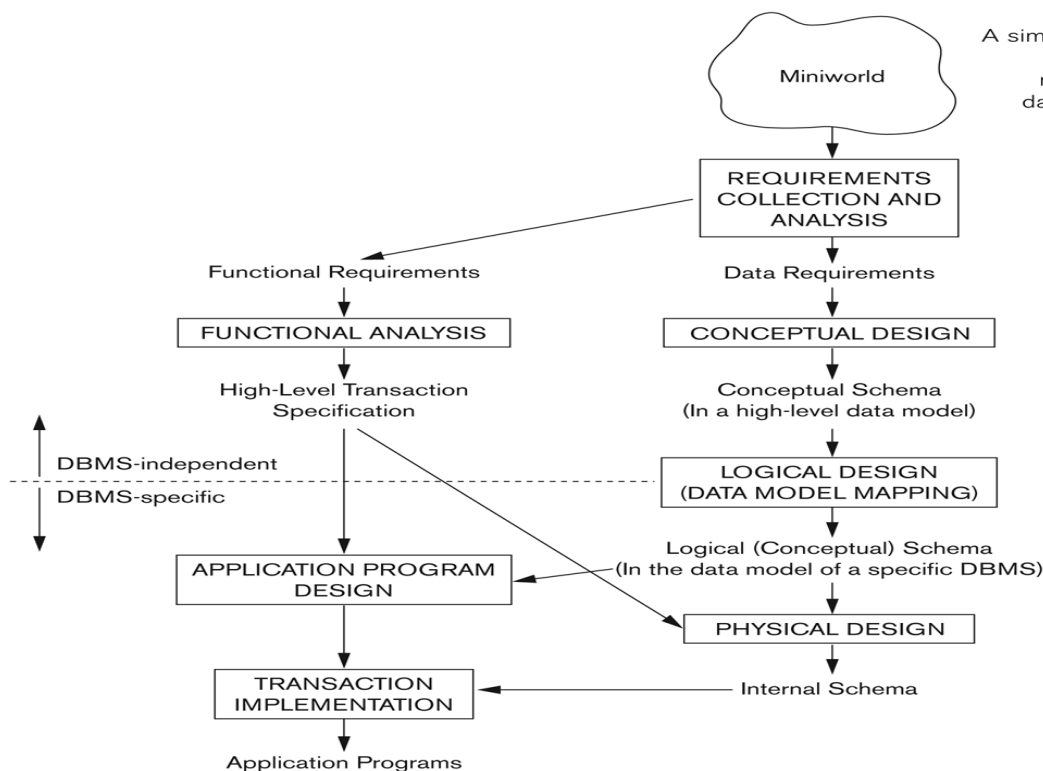 A sim
Miniworld
r
da
REQUIREMENTS
COLLECTION AND
ANALYSIS
Functional Requirements
Data Requirements
FUNCTIONAL ANALYSIS
CONCEPTUAL DESIGN
High-Level Transaction
Specification
Conceptual Schema
(In a high-level data model)
DBMS-independent
LOGICAL DESIGN
(DATA MODEL MAPPING)
DBMS-specific
Logical (Conceptual) Schema
(In the data model of a specific DBMS)
APPLICATION PROGRAM
DESIGN
PHYSICAL DESIGN
TRANSACTION
IMPLEMENTATION
Internal Schema
Application Programs